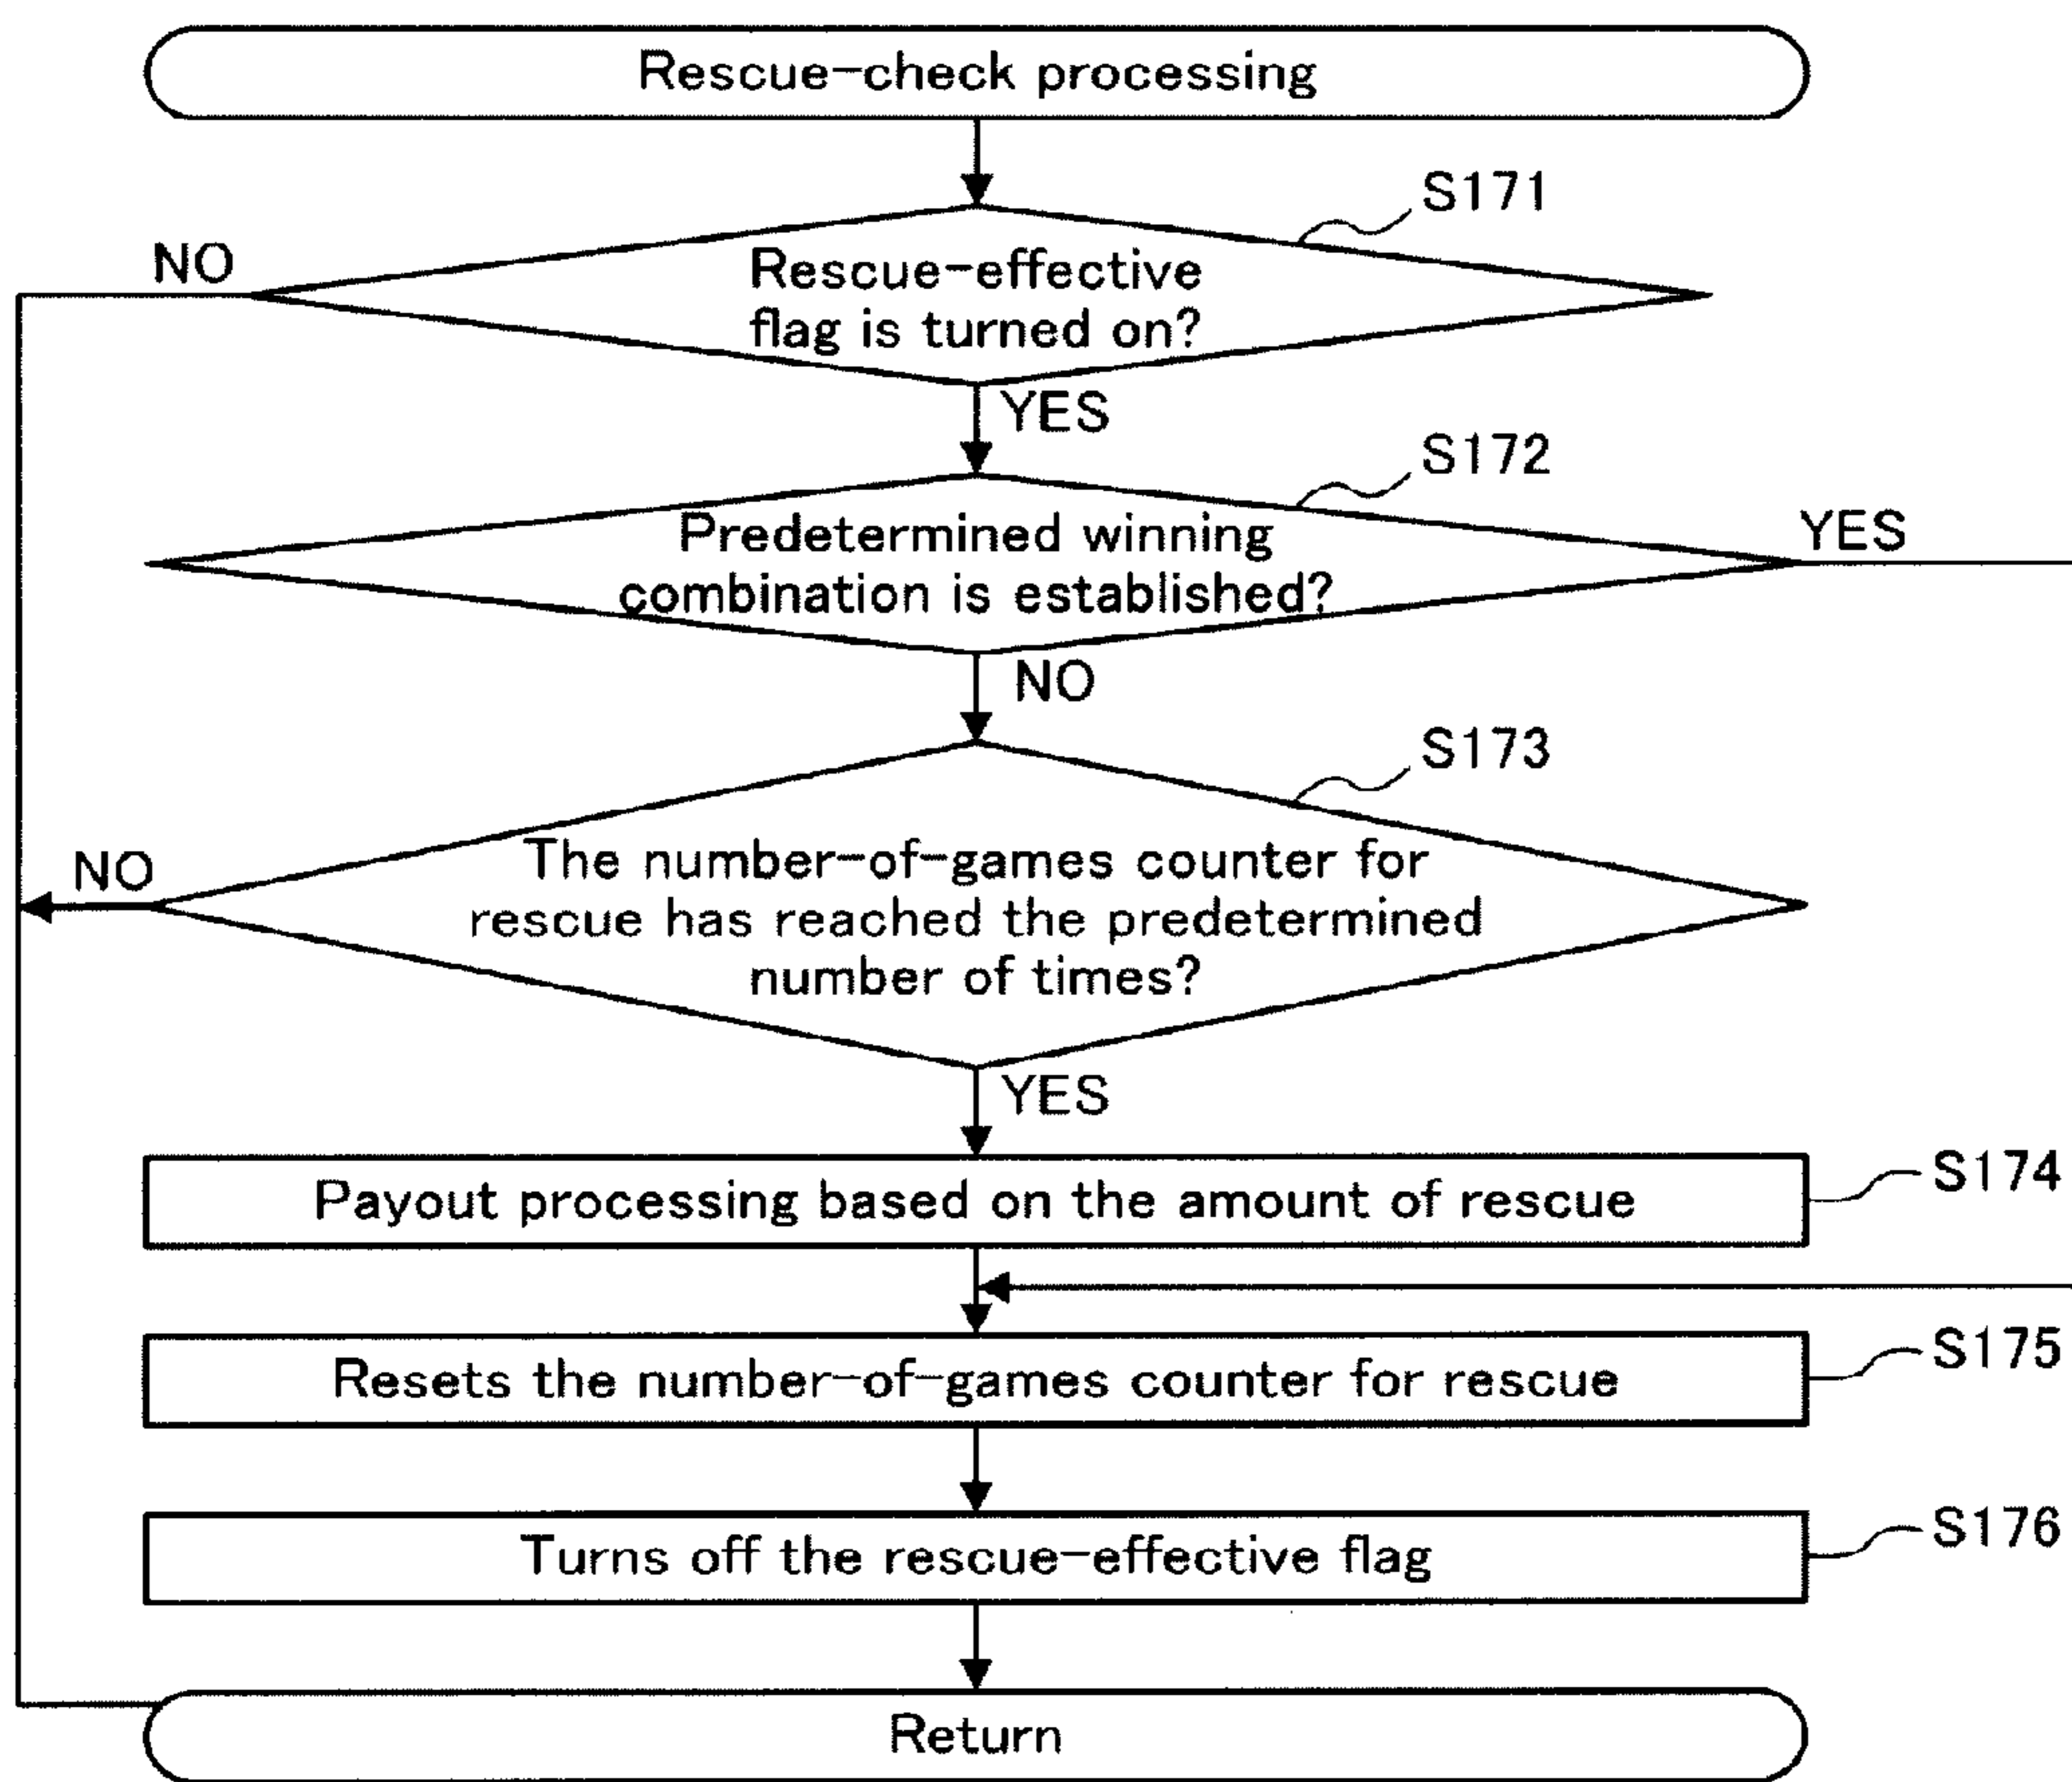 Rescue-check processing
S171
NO
Rescue-effective
flag is turned on?
YES
S172
Predetermined winning
combination is established?
YES
NO
S173
NO
The number-of-games counter for
rescue has reached the predetermined
number of times?
YES
Payout processing based on the amount of rescue
S174
Resets the number-of-games counter for rescue
S175
Turns off the rescue-effective flag
S176
Return